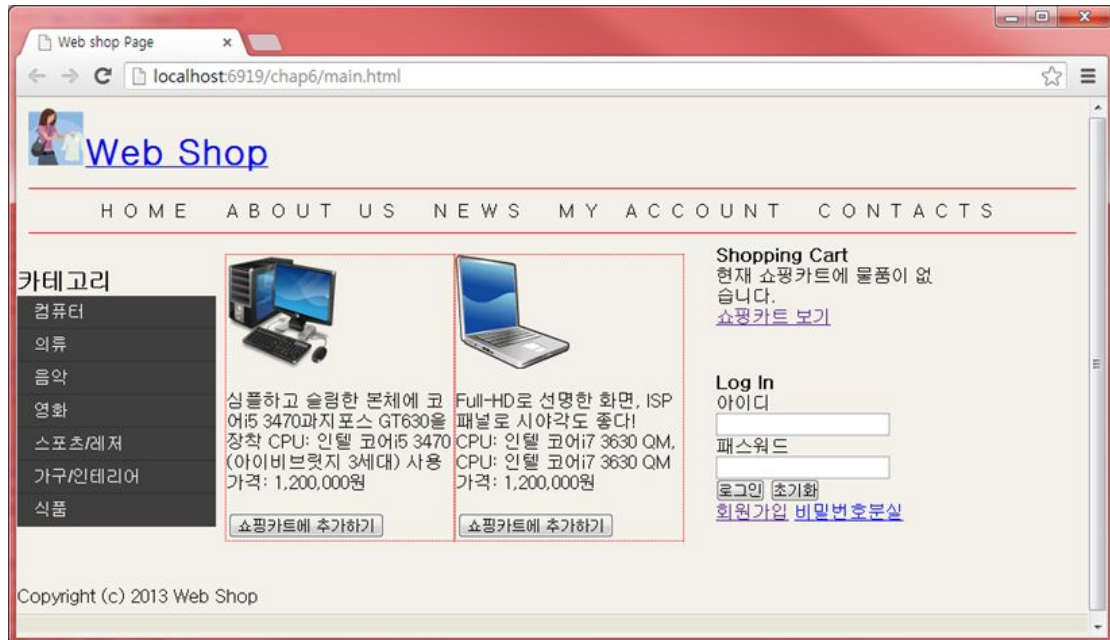 Web shop Page
localhost:6919/chap6/main.html
Web Shop
HOME ABOUT US NEWS MY ACCOUNT CONTACTS
카테고리
컴퓨터
의류
음악
영화
스포츠/레저
가구/인테리어
식품
심플하고 슬림한 본체에 코
어i5 3470과지포스 GT630을
장착 CPU: 인텔 코어i5 3470
(아이비브릿지 3세대) 사용
가격: 1,200,000원
쇼핑카트에 추가하기
Full-HD로 선명한 화면, ISP
패널로 시야각도 좋다!
CPU: 인텔 코어i7 3630 QM,
CPU: 인텔 코어i7 3630 QM
가격: 1,200,000원
쇼핑카트에 추가하기
Shopping Cart
현재 쇼핑카트에 물품이 없
습니다.
쇼핑카트 보기
Log In
아이디
패스워드
로그인 초기화
회원가입 비밀번호분실
Copyright (c) 2013 Web Shop